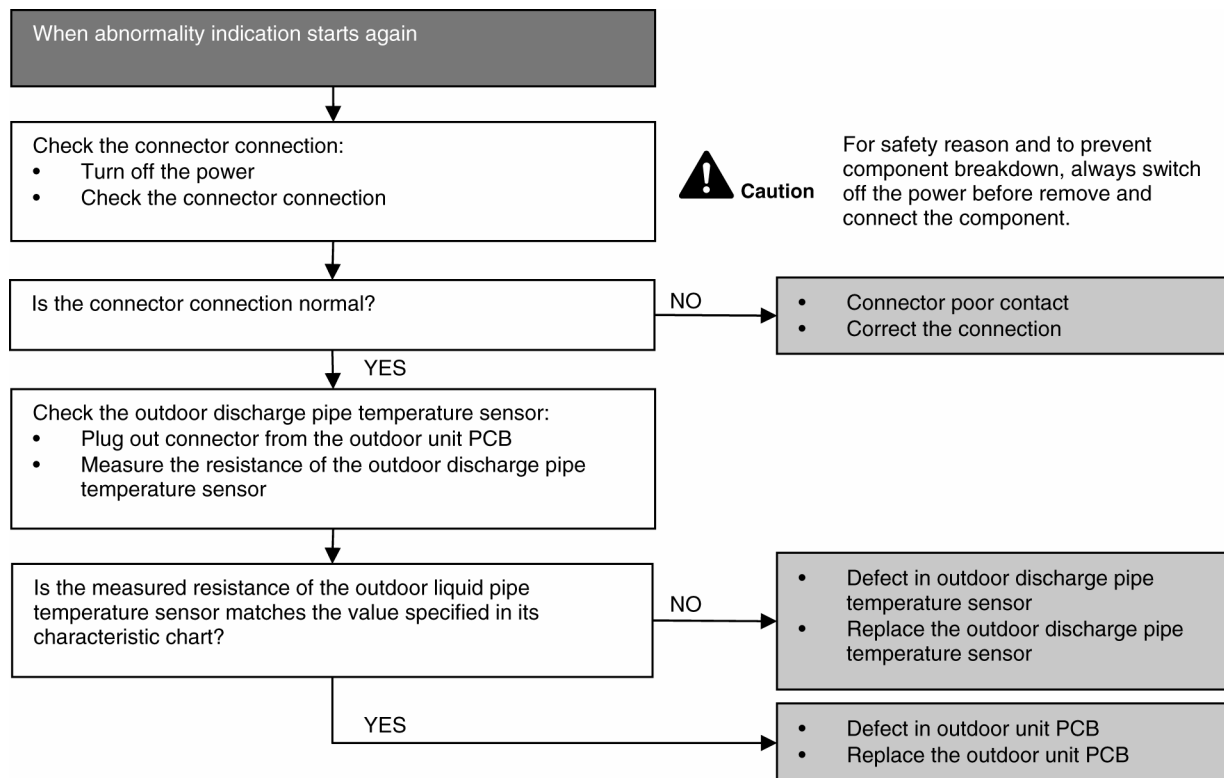 When abnormality indication starts again
Check the connector connection:
• Turn off the power
• Check the connector connection
Caution
For safety reason and to prevent
component breakdown, always switch
off the power before remove and
connect the component.
Is the connector connection normal?
NO
• Connector poor contact
• Correct the connection
YES
Check the outdoor discharge pipe temperature sensor:
• Plug out connector from the outdoor unit PCB
• Measure the resistance of the outdoor discharge pipe
temperature sensor
Is the measured resistance of the outdoor liquid pipe
temperature sensor matches the value specified in its
characteristic chart?
NO
• Defect in outdoor discharge pipe
temperature sensor
• Replace the outdoor discharge pipe
temperature sensor
YES
• Defect in outdoor unit PCB
• Replace the outdoor unit PCB